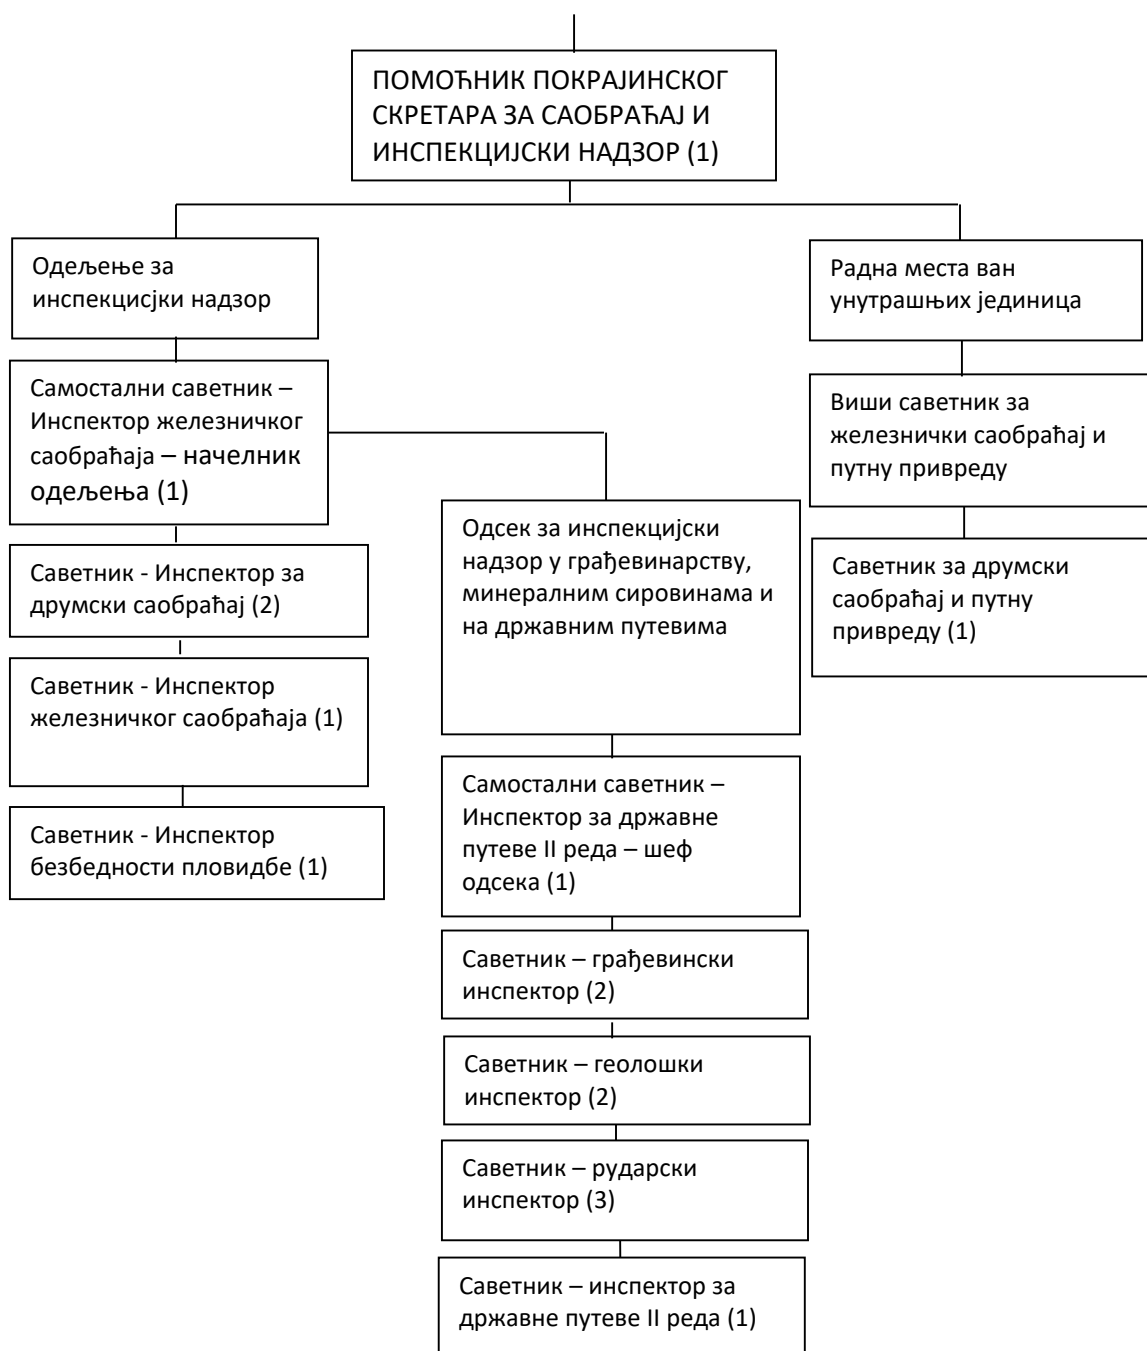 ПОМОЋНИК ПОКРАЈИНСКОГ
СКРЕТАРА ЗА САОБРАЋАЈ И
ИНСПЕКЦИЈСКИ НАДЗОР (1)
Одељење за
инспекцисјки надзор
Самостални саветник –
Инспектор железничког
саобраћаја – начелник
одељења (1)
Саветник - Инспектор за
друмски саобраћај (2)
Саветник - Инспектор
железничког саобраћаја (1)
Саветник - Инспектор
безбедности пловидбе (1)
Одсек за инспекцијски
надзор у грађевинарству,
минералним сировинама и
на државним путевима
Самостални саветник –
Инспектор за државне
путеве II реда – шеф
одсека (1)
Саветник – грађевински
инспектор (2)
Саветник – геолошки
инспектор (2)
Саветник – рударски
инспектор (3)
Саветник – инспектор за
државне путеве II реда (1)
Радна места ван
унутрашњих јединица
Виши саветник за
железнички саобраћај и
путну привреду
Саветник за друмски
саобраћај и путну
привреду (1)